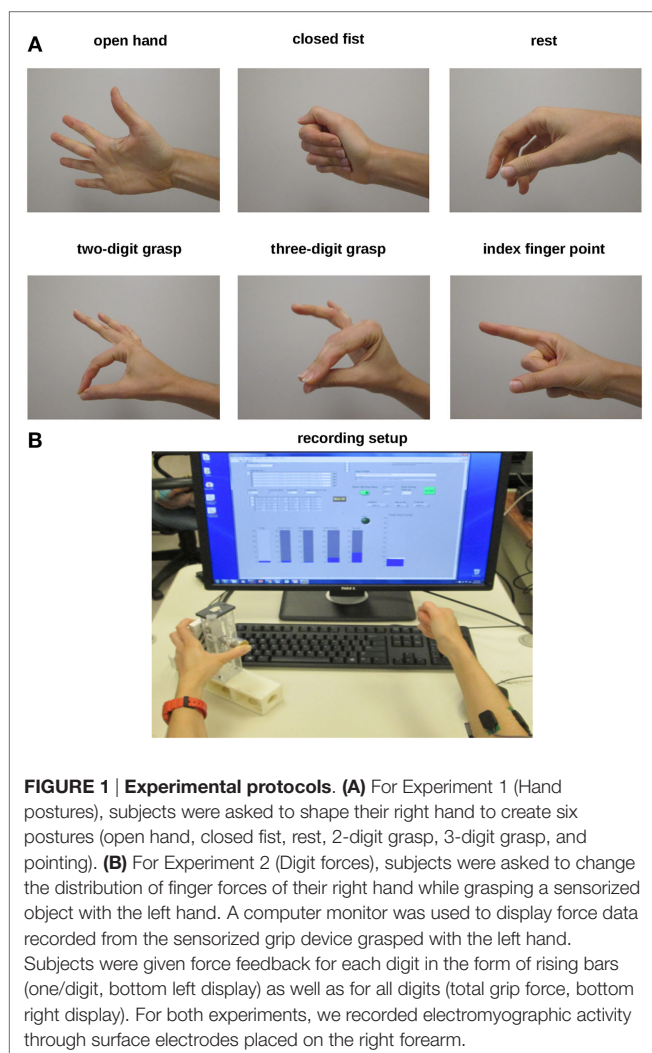 A
open hand
closed fist
rest
two-digit grasp
three-digit grasp
index finger point
B
recording setup
FIGURE 1 | Experimental protocols. (A) For Experiment 1 (Hand
postures), subjects were asked to shape their right hand to create six
postures (open hand, closed fist, rest, 2-digit grasp, 3-digit grasp, and
pointing). (B) For Experiment 2 (Digit forces), subjects were asked to change
the distribution of finger forces of their right hand while grasping a sensorized
object with the left hand. A computer monitor was used to display force data
recorded from the sensorized grip device grasped with the left hand.
Subjects were given force feedback for each digit in the form of rising bars
(one/digit, bottom left display) as well as for all digits (total grip force, bottom
right display). For both experiments, we recorded electromyographic activity
through surface electrodes placed on the right forearm.